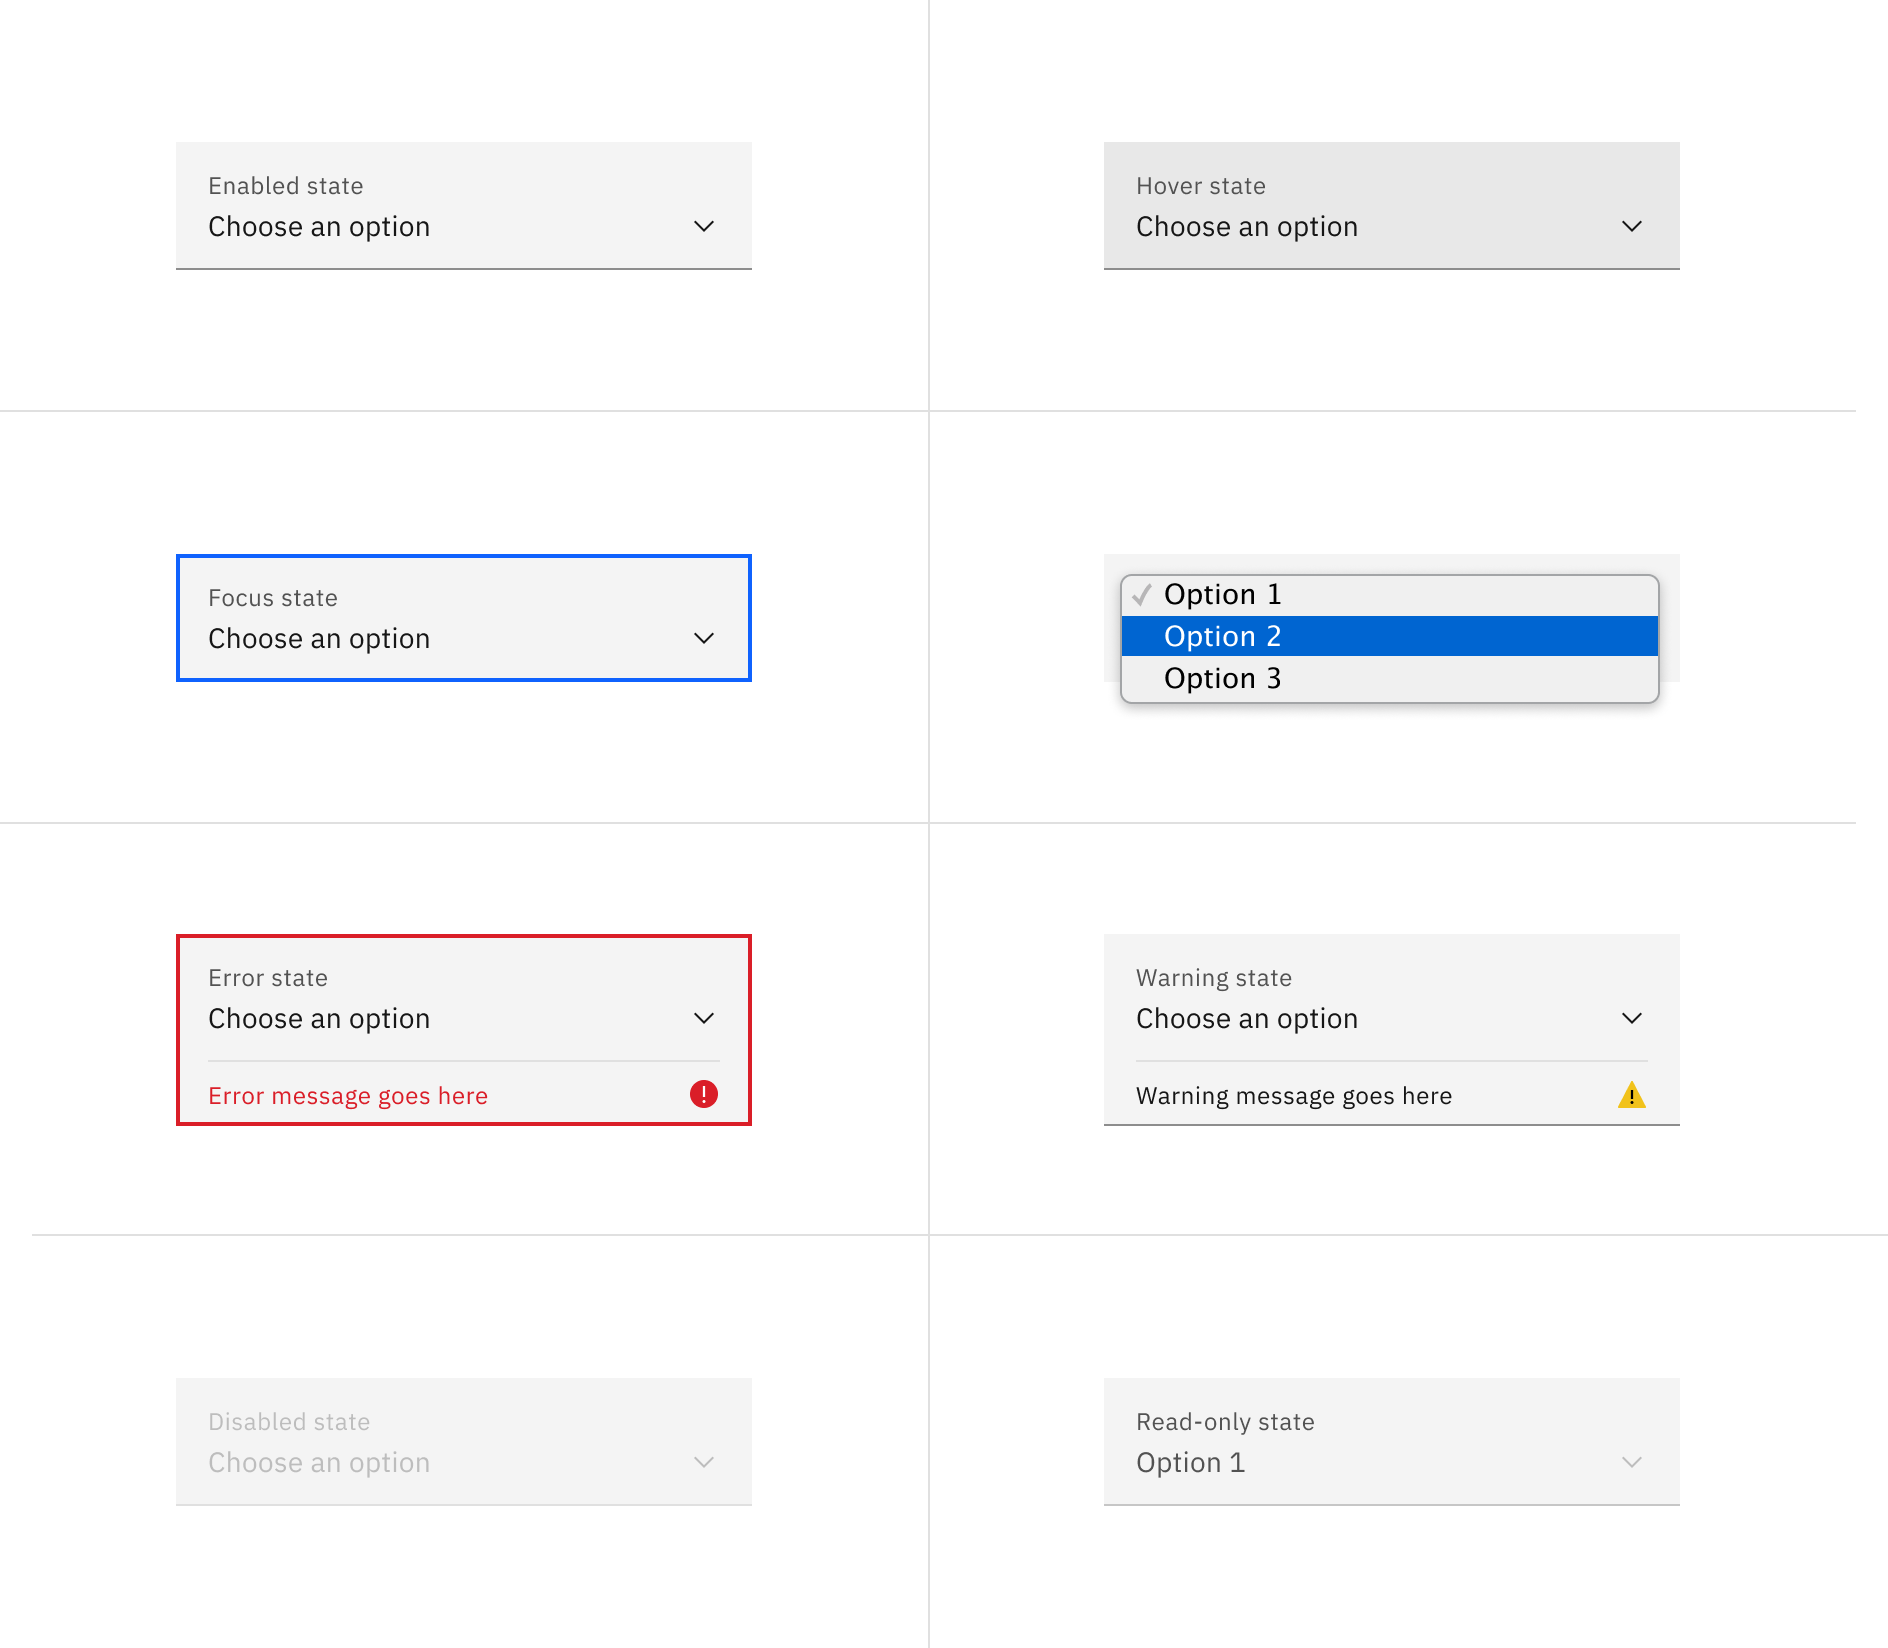 Enabled state
Choose an option
Hover state
Choose an option
Focus state
Choose an option
Option 1
Option 2
Option 3
Error state
Choose an option
Error message goes here
Warning state
Choose an option
Warning message goes here
Disabled state
Choose an option
Read-only state
Option 1